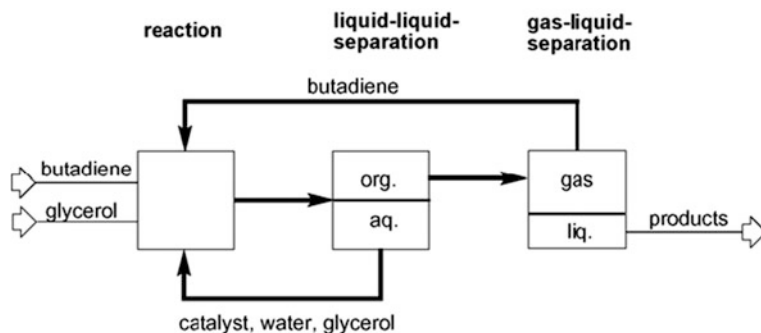 reaction
liquid-liquid-
separation
gas-liquid-
separation
butadiene
butadiene
glycerol
org.
aq.
gas
liq.
products
catalyst, water, glycerol